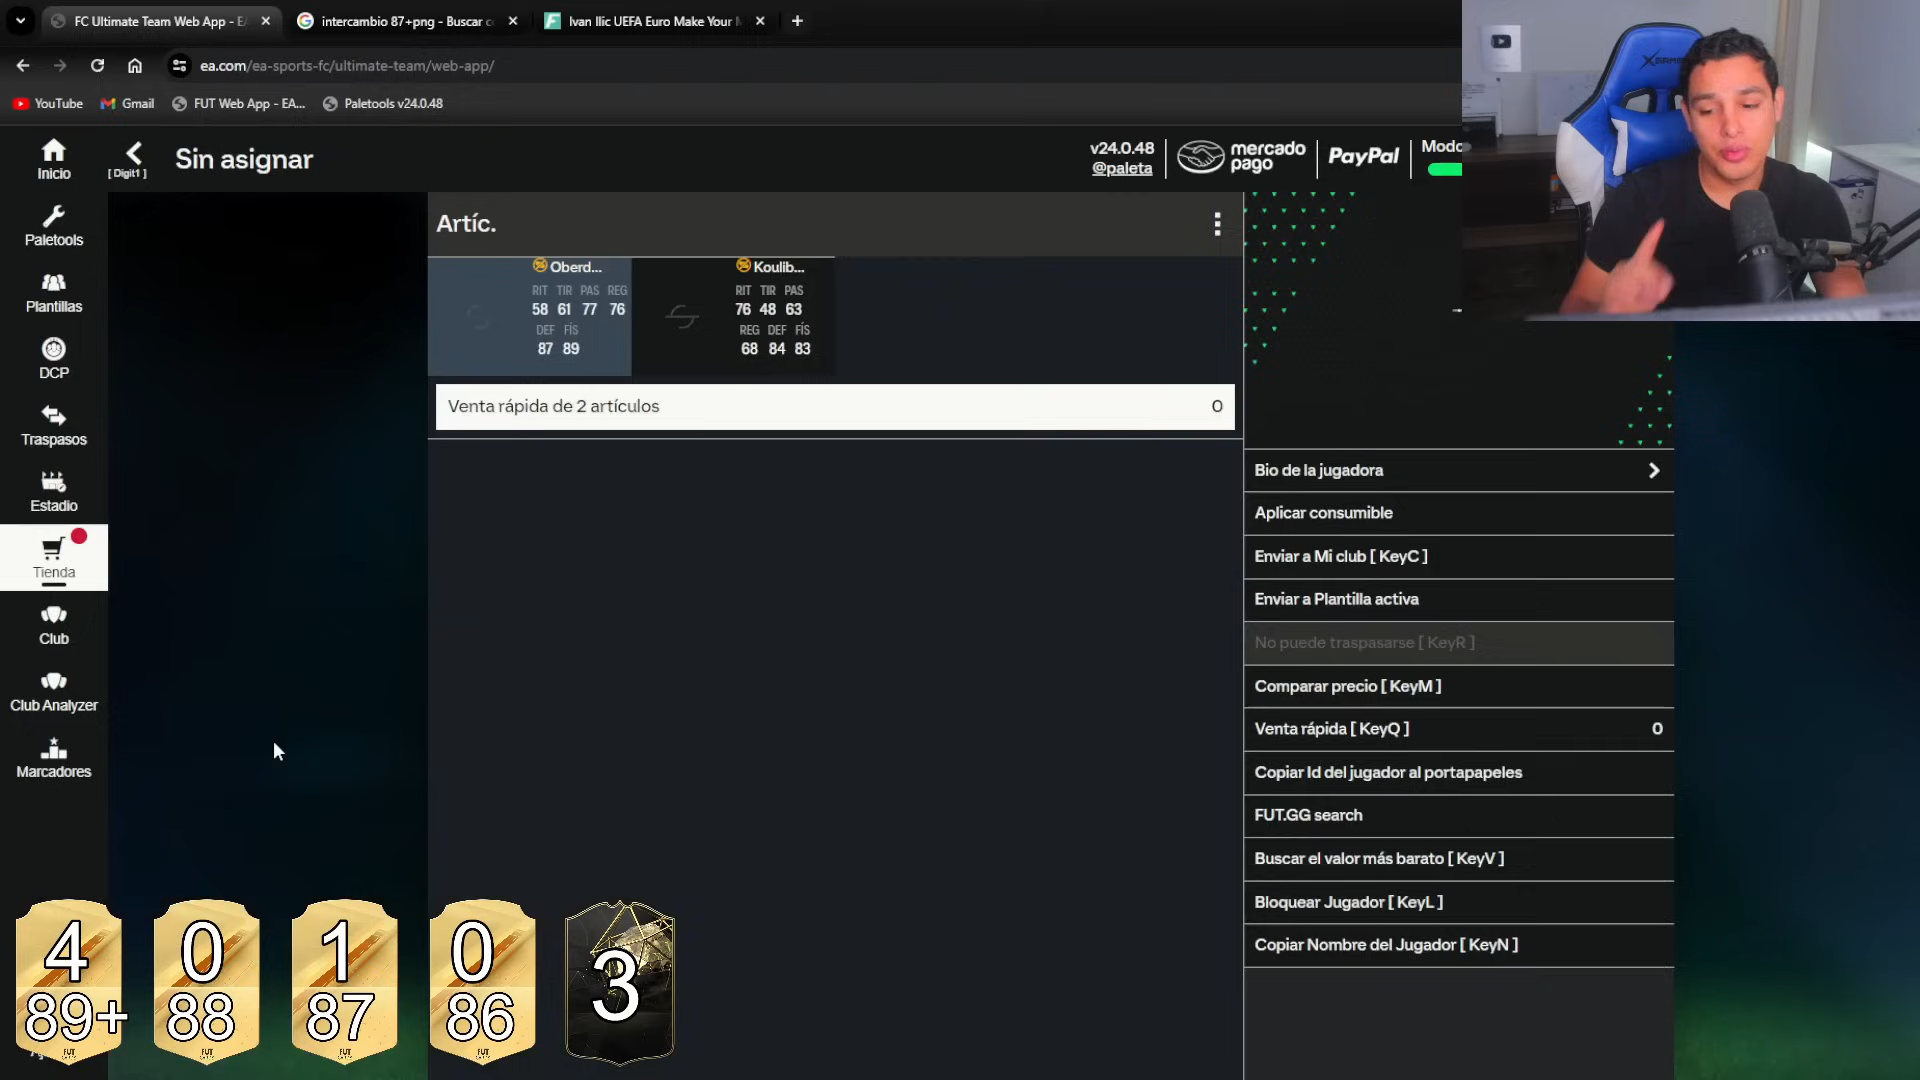 FC Ultimate Team Web App - EA
intercambio 87+png - Buscar c
Ivan Ilic UEFA Euro Make Your M
ea.com/ea-sports-fc/ultimate-team/web-app/
YouTube
Gmail
FUT Web App - EA...
Paletools v24.0.48
Inicio
[ Digit1 ]
Sin asignar
v24.0.48
@paleta
mercado
pago
PayPal
Modo
Paletools
Plantillas
DCP
Traspasos
Estadio
Tienda
Club
Club Analyzer
Marcadores
Artíc.
Oberd...
RIT TIR PAS REG
58 61 77 76
DEF FÍS
87 89
Koulib...
RIT TIR PAS
76 48 63
REG DEF FÍS
68 84 83
Venta rápida de 2 artículos 0
Bio de la jugadora
Aplicar consumible
Enviar a Mi club [ KeyC ]
Enviar a Plantilla activa
No puede traspasarse [ KeyR ]
Comparar precio [ KeyM ]
Venta rápida [ KeyQ ] 0
Copiar Id del jugador al portapapeles
FUT.GG search
Buscar el valor más barato [ KeyV ]
Bloquear Jugador [ KeyL ]
Copiar Nombre del Jugador [ KeyN ]
4
89+
FUT
0
88
FUT
1
87
FUT
0
86
FUT
3